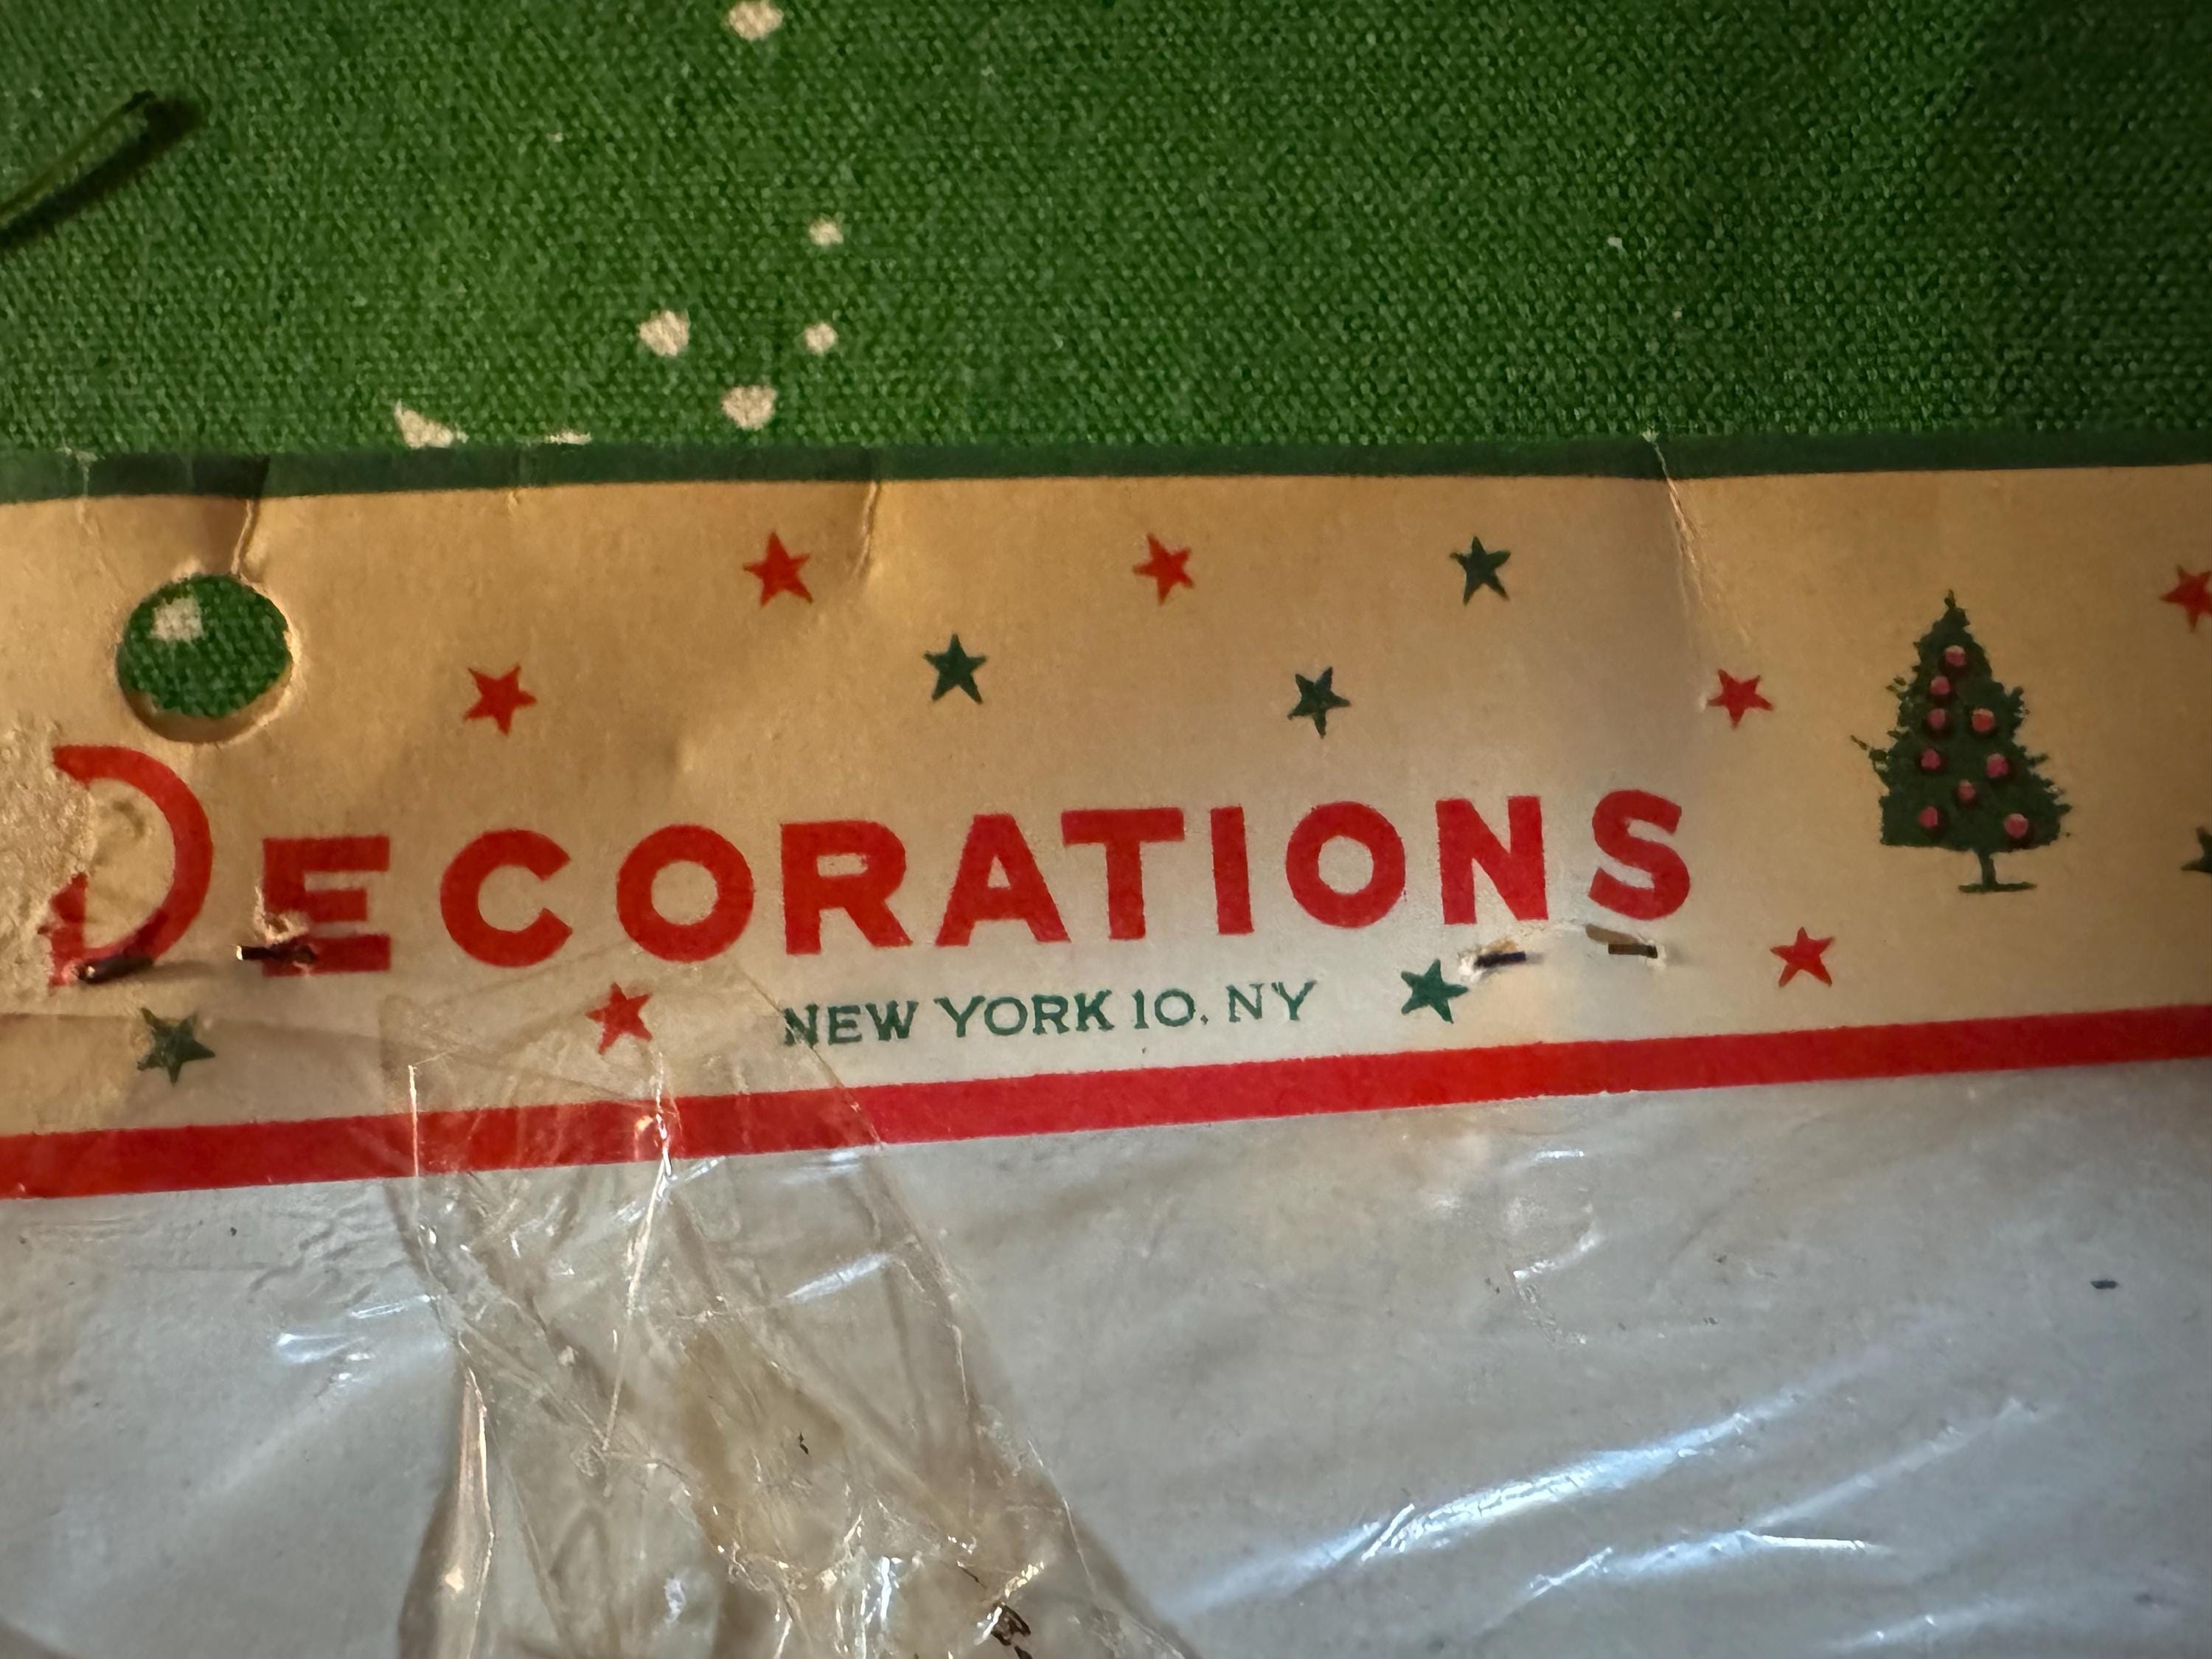 DECORATIONS
NEW YORK 10, NY